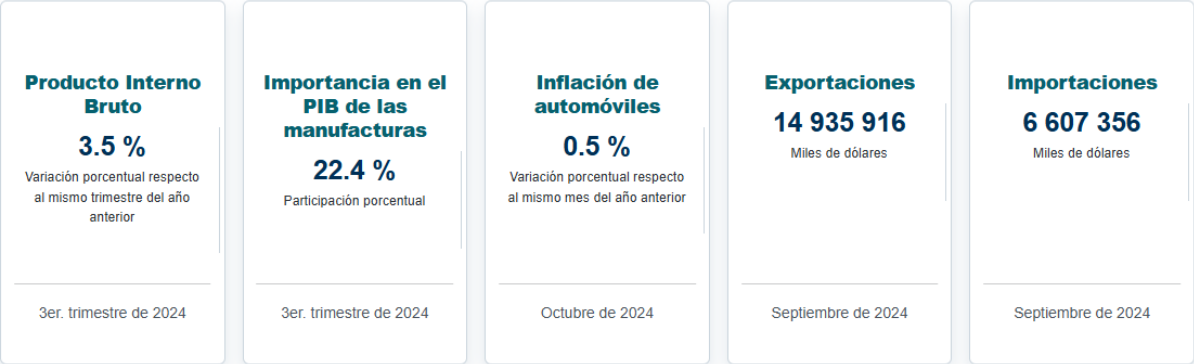 Producto Interno
Bruto
3.5 %
Variación porcentual respecto
al mismo trimestre del año
anterior
3er. trimestre de 2024
Importancia en el
PIB de las
manufacturas
22.4 %
Participación porcentual
3er. trimestre de 2024
Inflación de
automóviles
0.5 %
Variación porcentual respecto
al mismo mes del año anterior
Octubre de 2024
Exportaciones
14 935 916
Miles de dólares
Septiembre de 2024
Importaciones
6 607 356
Miles de dólares
Septiembre de 2024